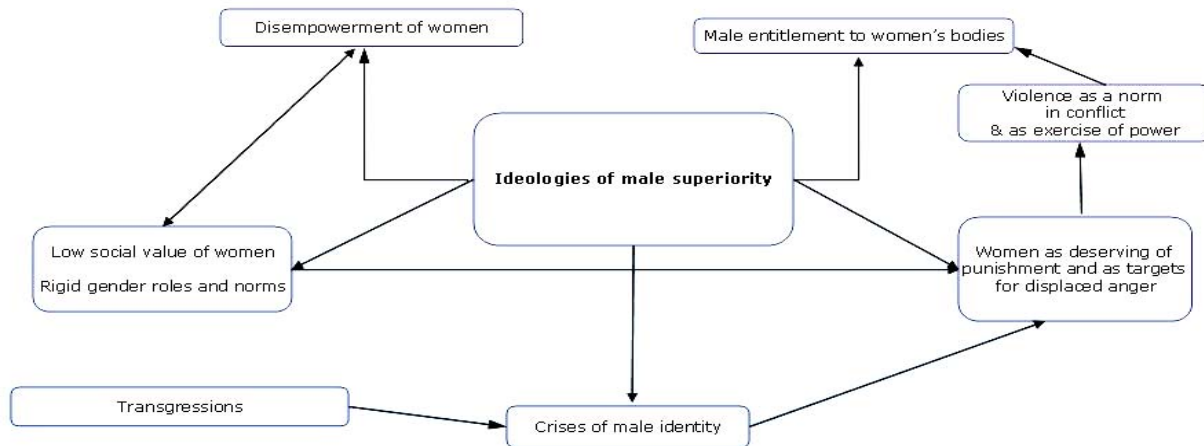 Disempowerment of women
Male entitlement to women’s bodies
Violence as a norm
in conflict
& as exercise of power
Ideologies of male superiority
Low social value of women
Rigid gender roles and norms
Women as deserving of
punishment and as targets
for displaced anger
Transgressions
Crises of male identity